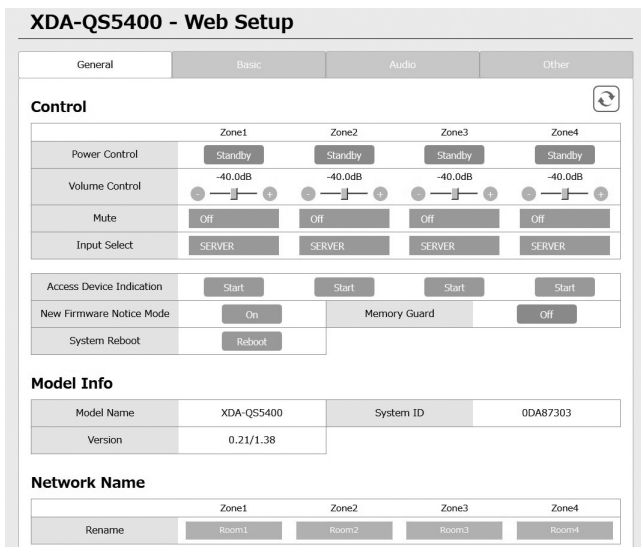 XDA-QS5400 - Web Setup
General Basic Audio Other
Control
Zone1 Zone2 Zone3 Zone4
Power Control Standby Standby Standby Standby
-40.0dB -40.0dB -40.0dB -40.0dB
Volume Control - + - + - + - +
Mute Off Off Off Off
Input Select SERVER SERVER SERVER SERVER
Access Device Indication Start Start Start Start
New Firmware Notice Mode On Memory Guard Off
System Reboot Reboot
Model Info
Model Name XDA-QS5400 System ID 0DA87303
Version 0.21/1.38
Network Name
Zone1 Zone2 Zone3 Zone4
Rename Room1 Room2 Room3 Room4